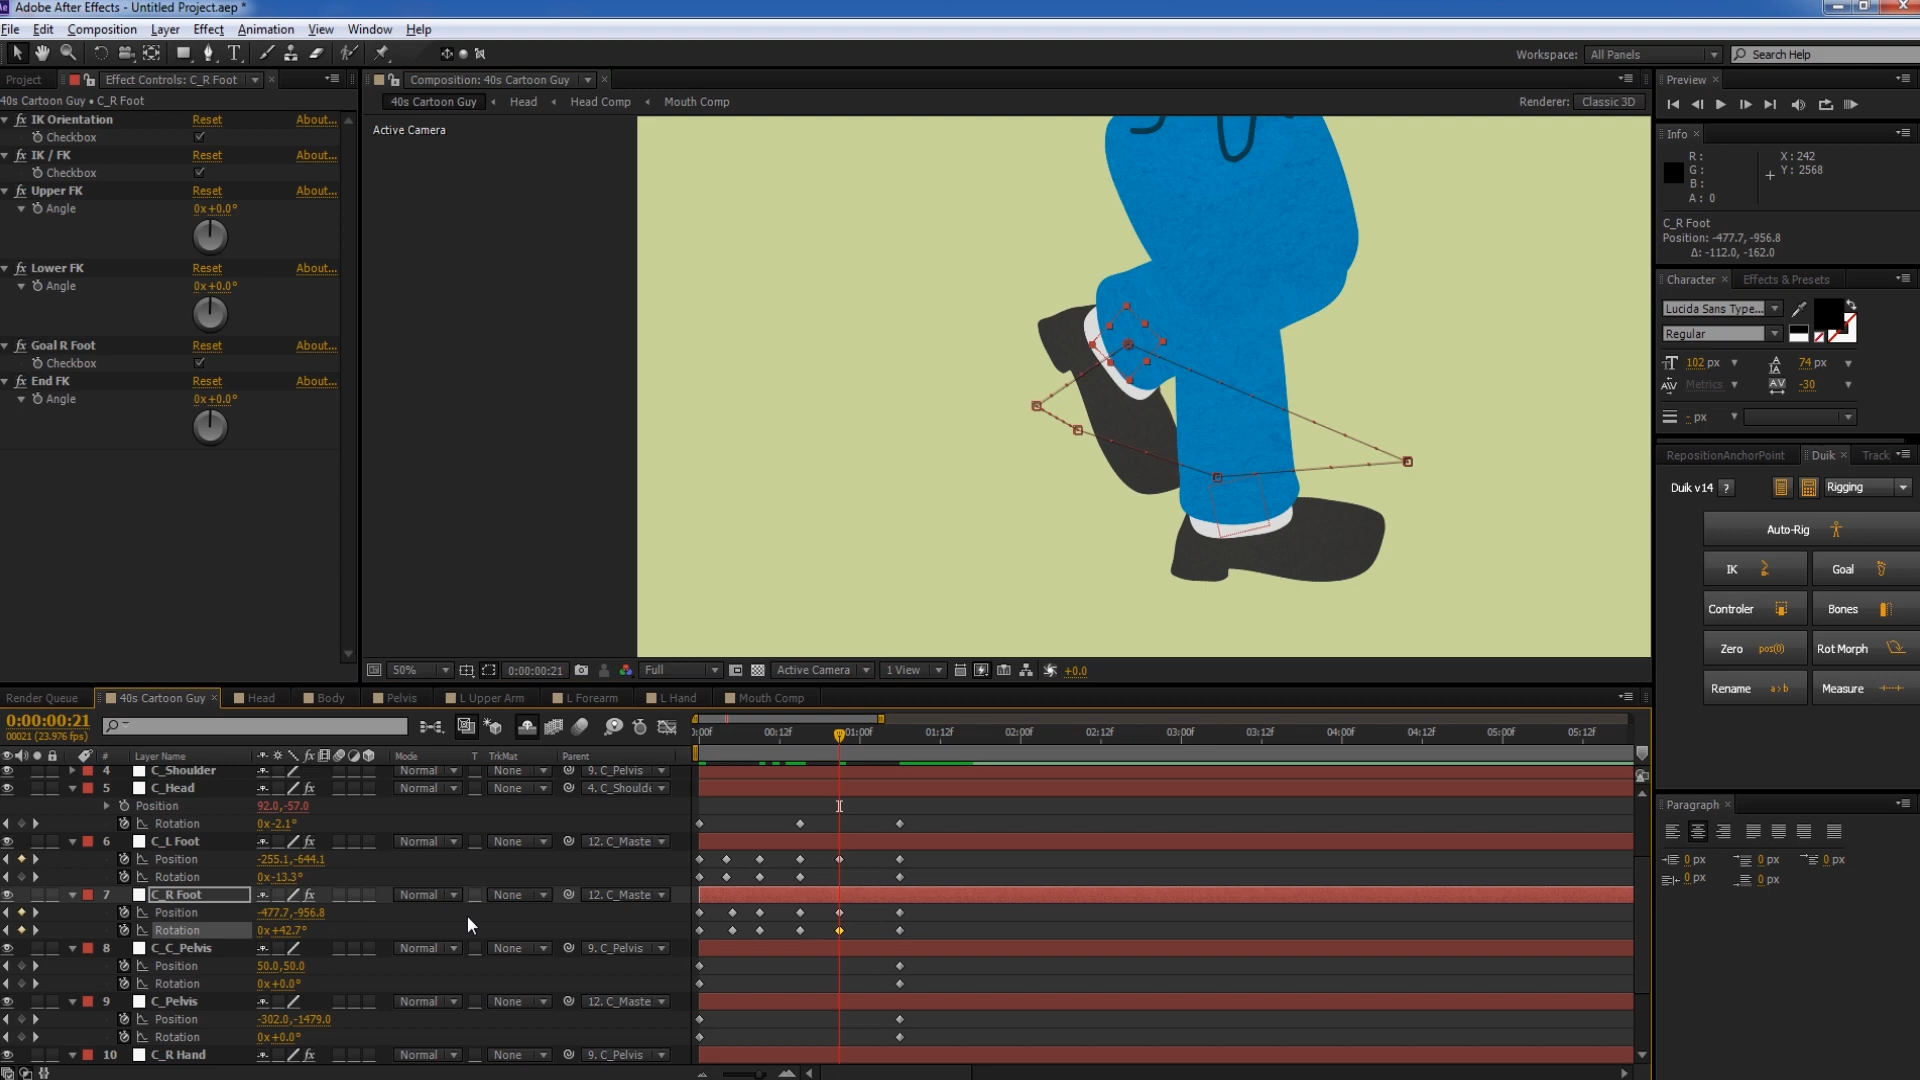 Adobe After Effects - Untitled Project.aep *
File Edit Composition Layer Effect Animation View Window Help
Workspace: All Panels Search Help
Project Effect Controls: C_R Foot
40s Cartoon Guy • C_R Foot
fx IK Orientation Reset About...
Checkbox
fx IK / FK Reset About...
Checkbox
fx Upper FK Reset About...
Angle 0x+0.0°
fx Lower FK Reset About...
Angle 0x+0.0°
fx Goal R Foot Reset About...
Checkbox
fx End FK Reset About...
Angle 0x+0.0°
Composition: 40s Cartoon Guy
40s Cartoon Guy Head Head Comp Mouth Comp Renderer: Classic 3D
Active Camera
50% 0:00:00:21 Full Active Camera 1 View +0.0
Preview
Info
R: X: 242
G: Y: 2568
B:
A: 0
C_R Foot
Position: -477.7, -956.8
Δ: -112.0, -162.0
Character Effects & Presets
Lucida Sans Type...
Regular
102 px 74 px
Metrics -30
- px
RepositionAnchorPoint Duik Track
Duik v14 ? Rigging
Auto-Rig
IK Goal
Controler Bones
Zero pos(0) Rot Morph
Rename a>b Measure
Paragraph
0 px 0 px 0 px
0 px 0 px
Render Queue 40s Cartoon Guy Head Body Pelvis L Upper Arm L Forearm L Hand Mouth Comp
0:00:00:21
00021 (23.976 fps)
:00f 00:12f 01:00f 01:12f 02:00f 02:12f 03:00f 03:12f 04:00f 04:12f 05:00f 05:12f
# Layer Name Mode T TrkMat Parent
4 C_Shoulder Normal None 9. C_Pelvis
5 C_Head Normal None 4. C_Should
Position 92.0,-57.0
Rotation 0x-2.1°
6 C_L Foot fx Normal None 12. C_Maste
Position -255.1,-644.1
Rotation 0x-13.3°
7 C_R Foot fx Normal None 12. C_Maste
Position -477.7,-956.8
Rotation 0x+42.7°
8 C_C_Pelvis Normal None 9. C_Pelvis
Position 50.0,50.0
Rotation 0x+0.0°
9 C_Pelvis Normal None 12. C_Maste
Position -302.0,-1479.0
Rotation 0x+0.0°
10 C_R Hand fx Normal None 9. C_Pelvis